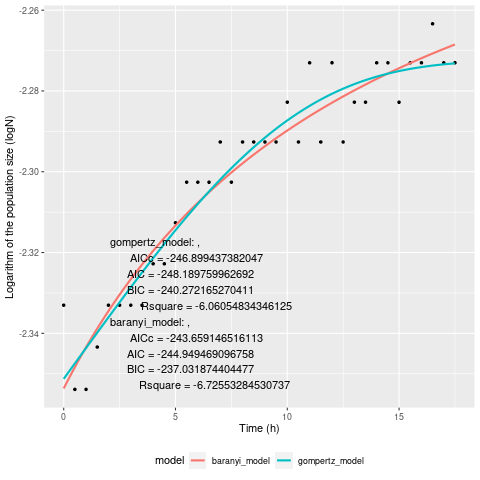 -2.26
-2.28
-2.30
-2.32
-2.34
Logarithm of the population size (logN)
gompertz_model: ,
AICc = -246.899437382047
AIC = -248.189759962692
BIC = -240.272165270411
Rsquare = -6.06054834346125
baranyi_model: ,
AICc = -243.659146516113
AIC = -244.949469096758
BIC = -237.031874404477
Rsquare = -6.72553284530737
0 5 10 15
Time (h)
model baranyi_model gompertz_model